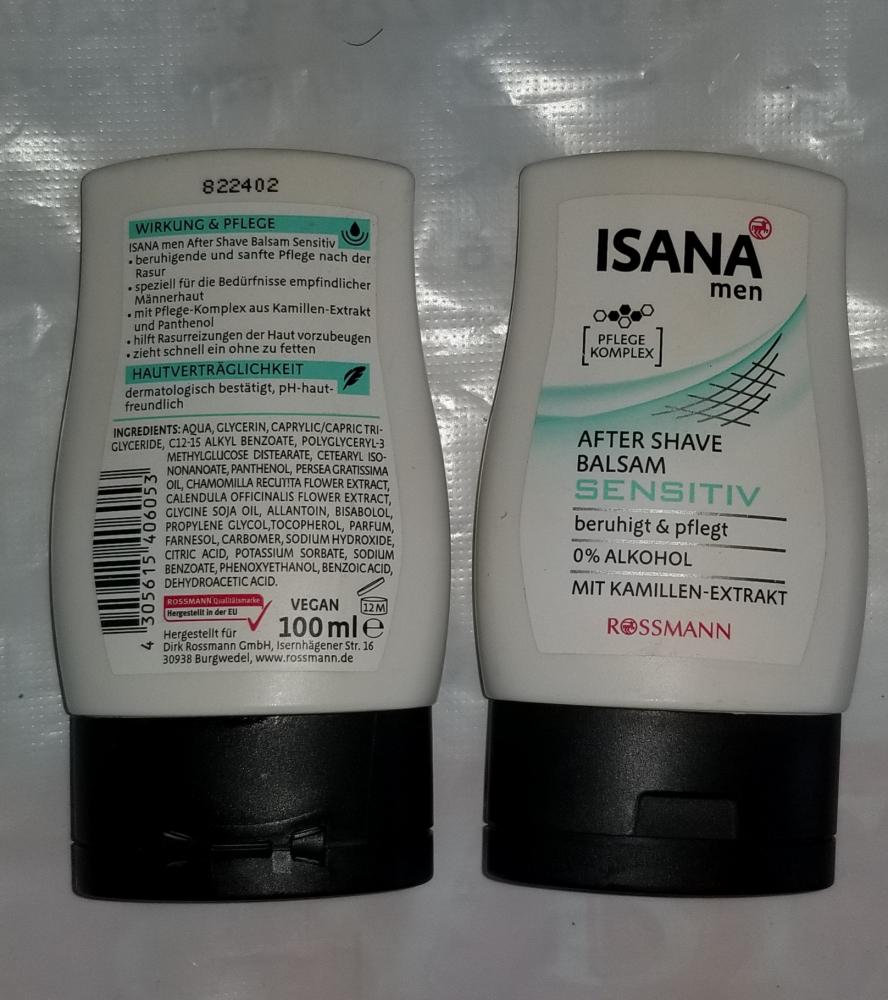 822402
WIRKUNG & PFLEGE
ISANA men After Shave Balsam Sensitiv
• beruhigende und sanfte Pflege nach der
Rasur
• speziell für die Bedürfnisse empfindlicher
Männerhaut
• mit Pflege-Komplex aus Kamillen-Extrakt
und Panthenol
• hilft Rasurreizungen der Haut vorzubeugen
• zieht schnell ein ohne zu fetten
HAUTVERTRÄGLICHKEIT
dermatologisch bestätigt, pH-haut-
freundlich
INGREDIENTS: AQUA, GLYCERIN, CAPRYLIC/CAPRIC TRI-
GLYCERIDE, C12-15 ALKYL BENZOATE, POLYGLYCERYL-3
METHYLGLUCOSE DISTEARATE, CETEARYL ISO-
NONANOATE, PANTHENOL, PERSEA GRATISSIMA
OIL, CHAMOMILLA RECUTITA FLOWER EXTRACT,
CALENDULA OFFICINALIS FLOWER EXTRACT,
GLYCINE SOJA OIL, ALLANTOIN, BISABOLOL,
PROPYLENE GLYCOL,TOCOPHEROL, PARFUM,
FARNESOL, CARBOMER, SODIUM HYDROXIDE,
CITRIC ACID, POTASSIUM SORBATE, SODIUM
BENZOATE, PHENOXYETHANOL, BENZOIC ACID,
DEHYDROACETIC ACID.
4 305615 406053
ROSSMANN Qualitätsmarke
Hergestellt in der EU
VEGAN
12 M
100 ml e
Hergestellt für
Dirk Rossmann GmbH, Isernhägener Str. 16
30938 Burgwedel, www.rossmann.de
ISANA
men
PFLEGE
KOMPLEX
AFTER SHAVE
BALSAM
SENSITIV
beruhigt & pflegt
0% ALKOHOL
MIT KAMILLEN-EXTRAKT
ROSSMANN